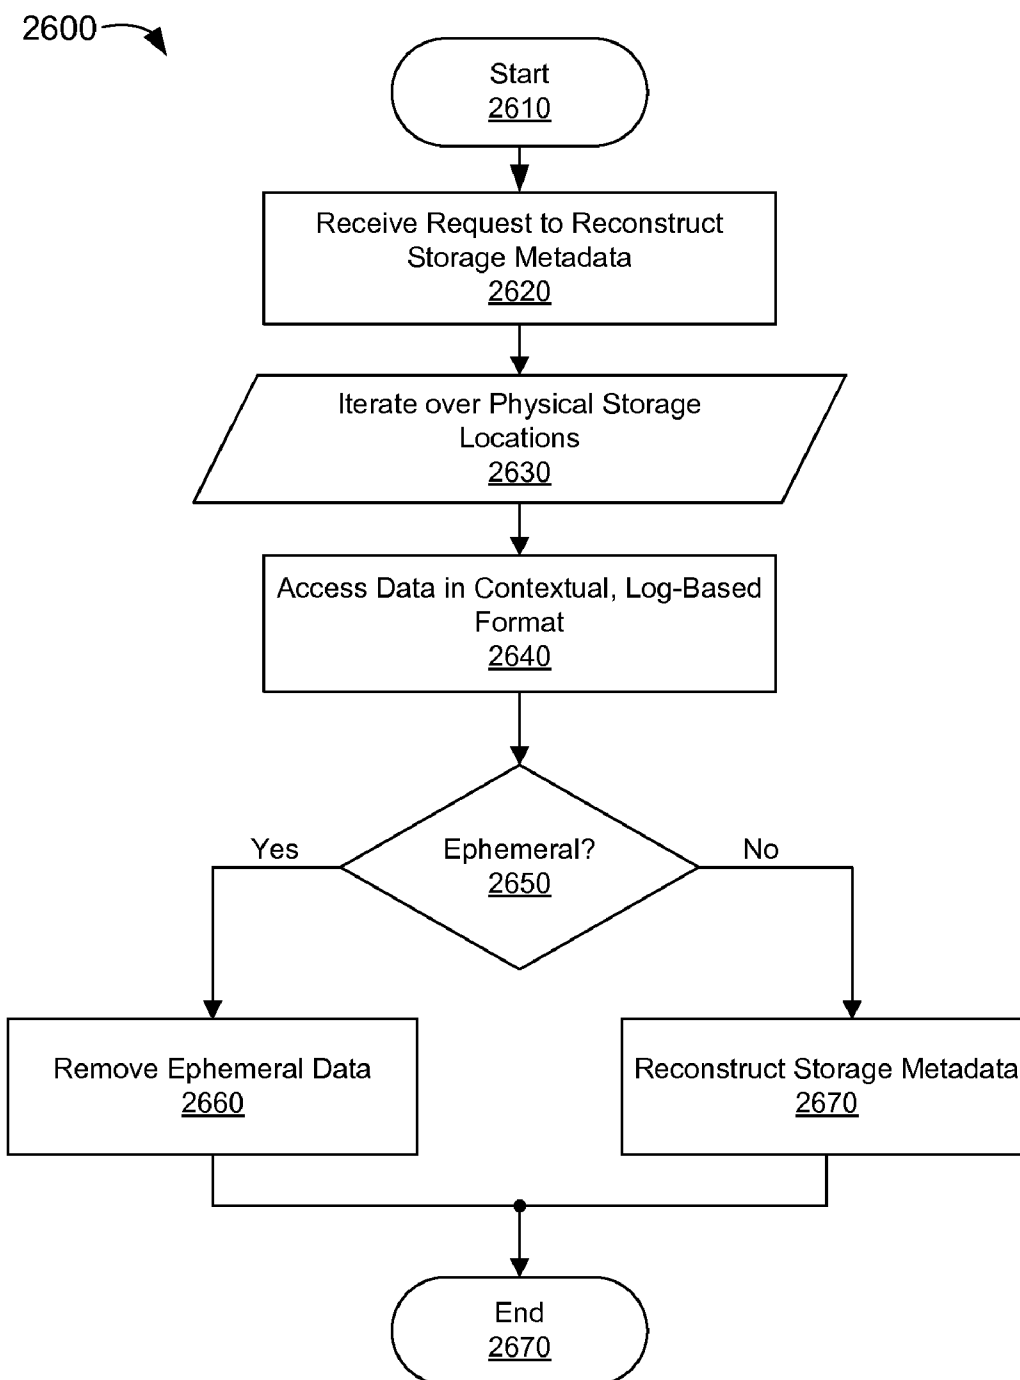 2600
Start
2610
Receive Request to Reconstruct
Storage Metadata
2620
Iterate over Physical Storage
Locations
2630
Access Data in Contextual, Log-Based
Format
2640
Ephemeral?
2650
Yes
No
Remove Ephemeral Data
2660
Reconstruct Storage Metadata
2670
End
2670